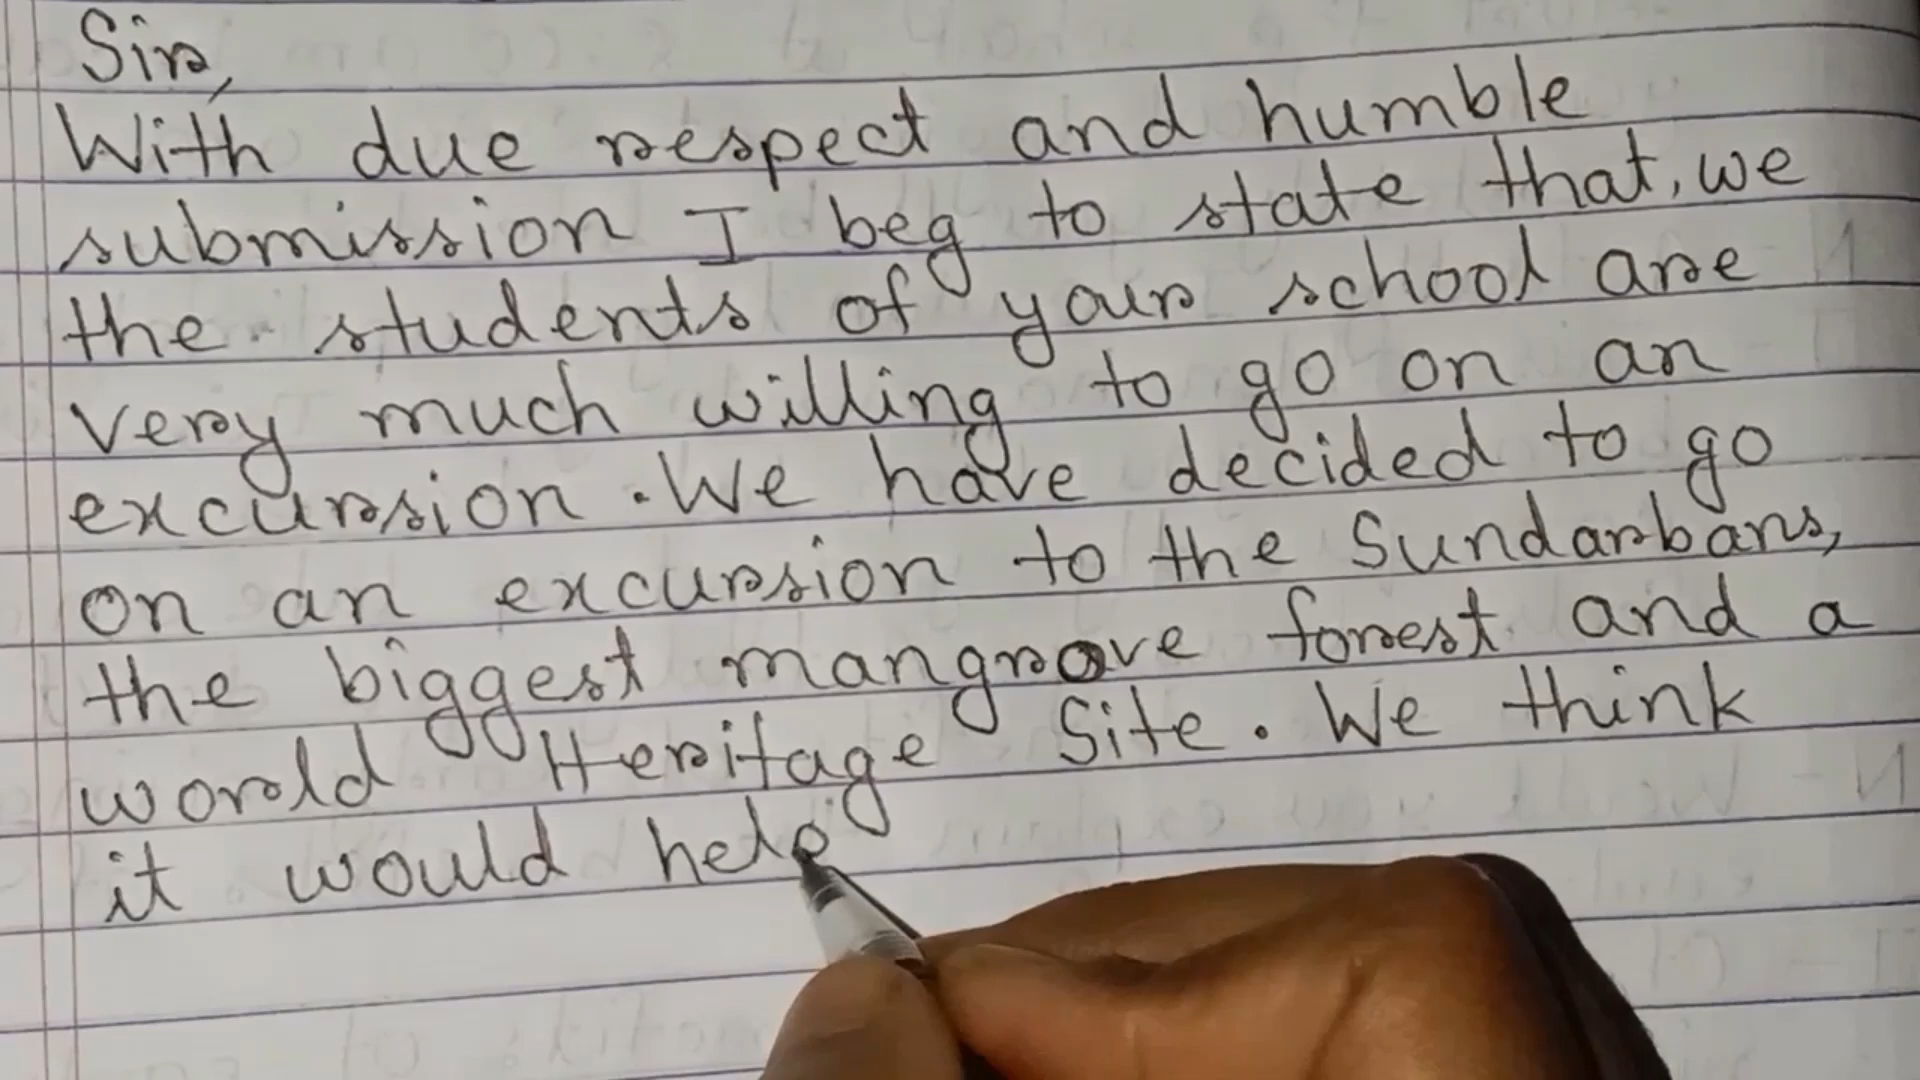 Sir,
With due respect and humble
submission I beg to state that, we
the students of your school are
very much willing to go on an
excursion. We have decided to go
on an excursion to the Sundarbans,
the biggest mangrove forest and a
world Heritage Site. We think
it would help